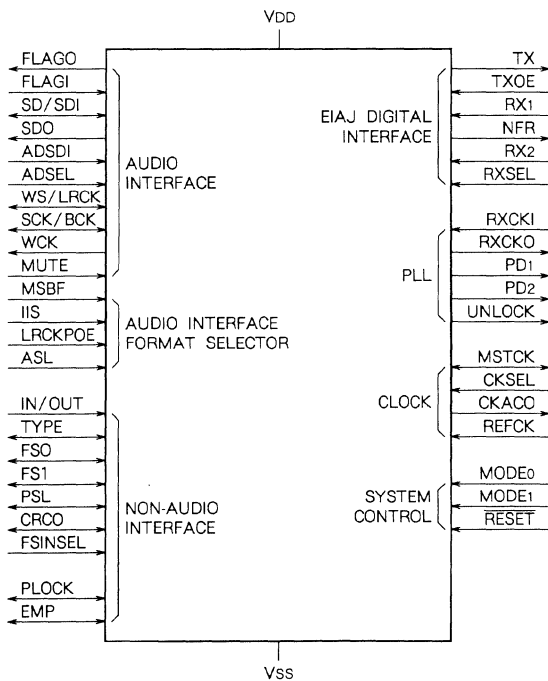 VDD
FLAGO
FLAGI
SD/SDI
SDO
ADSDI
ADSEL
WS/LRCK
SCK/BCK
WCK
MUTE
MSBF
IIS
LRCKPOE
ASL
IN/OUT
TYPE
FS0
FS1
PSL
CRCO
FSINSEL
PLOCK
EMP
AUDIO
INTERFACE
AUDIO INTERFACE
FORMAT SELECTOR
NON-AUDIO
INTERFACE
EIAJ DIGITAL
INTERFACE
PLL
CLOCK
SYSTEM
CONTROL
TX
TXOE
RX1
NFR
RX2
RXSEL
RXCKI
RXCKO
PD1
PD2
UNLOCK
MSTCK
CKSEL
CKACO
REFCK
MODE0
MODE1
RESET
VSS